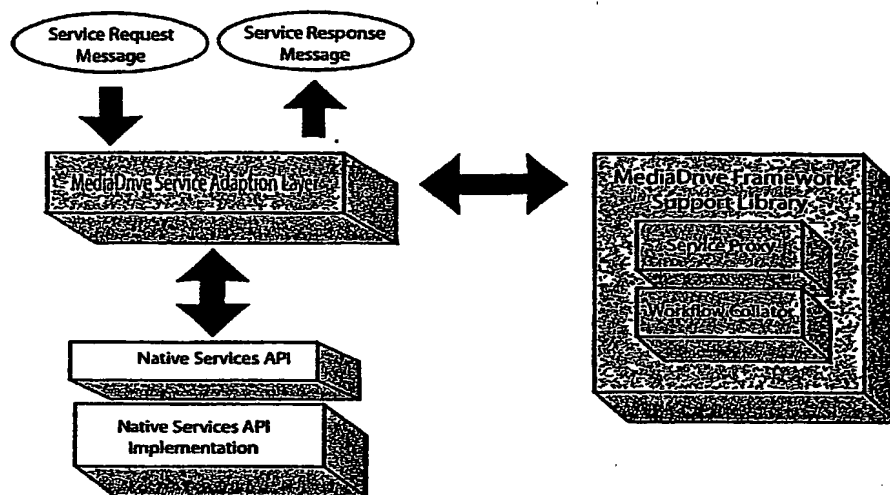 Service Request
Message
Service Response
Message
MediaDrive Service Adaption Layer
MediaDrive Framework
Support Library
Service Proxy
Workflow Collator
Native Services API
Native Services API
Implementation